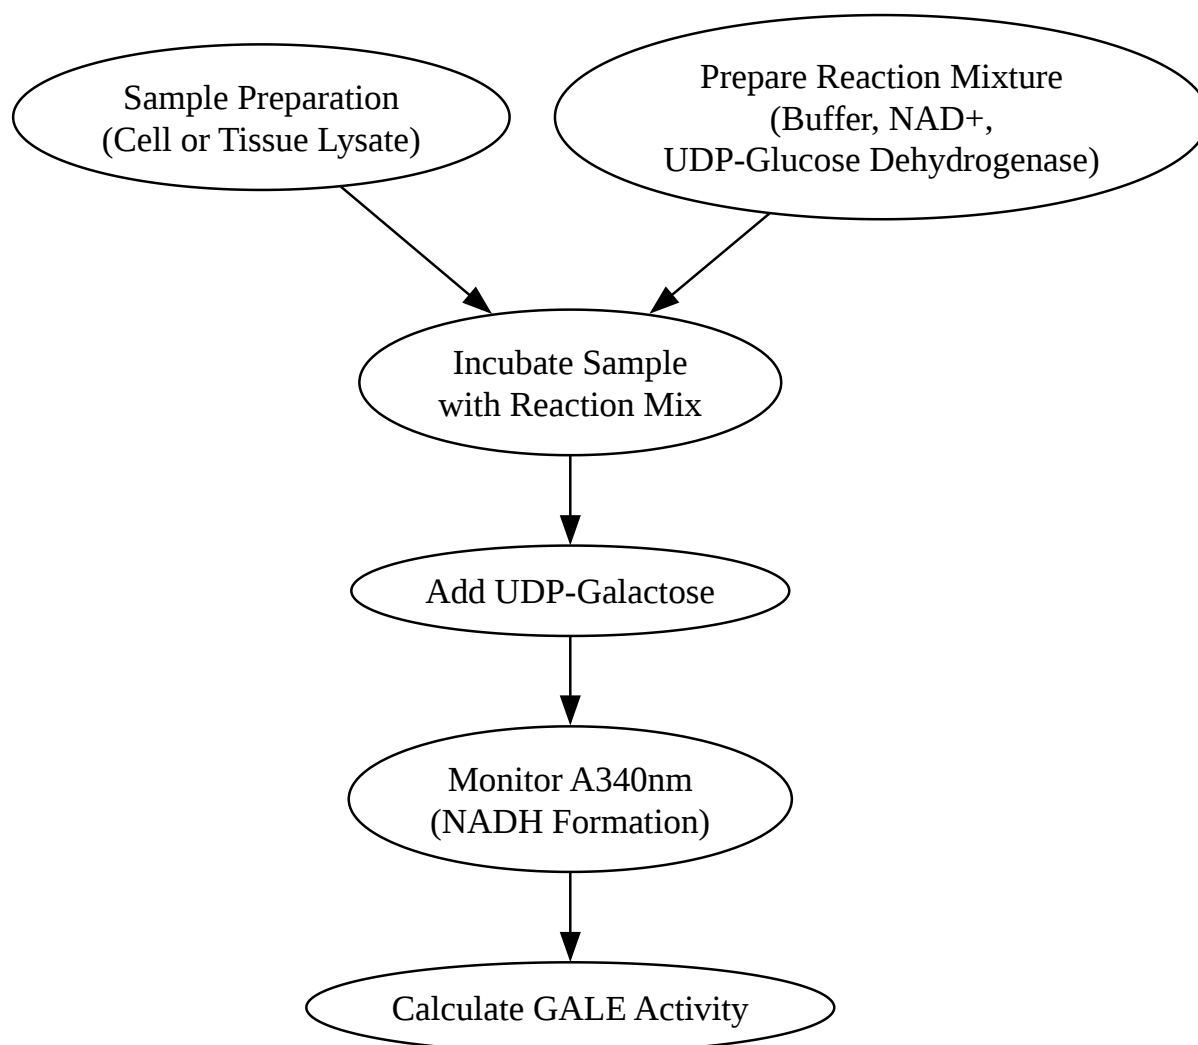 Sample Preparation
(Cell or Tissue Lysate)
Prepare Reaction Mixture
(Buffer, NAD+,
UDP-Glucose Dehydrogenase)
Incubate Sample
with Reaction Mix
Add UDP-Galactose
Monitor A340nm
(NADH Formation)
Calculate GALE Activity